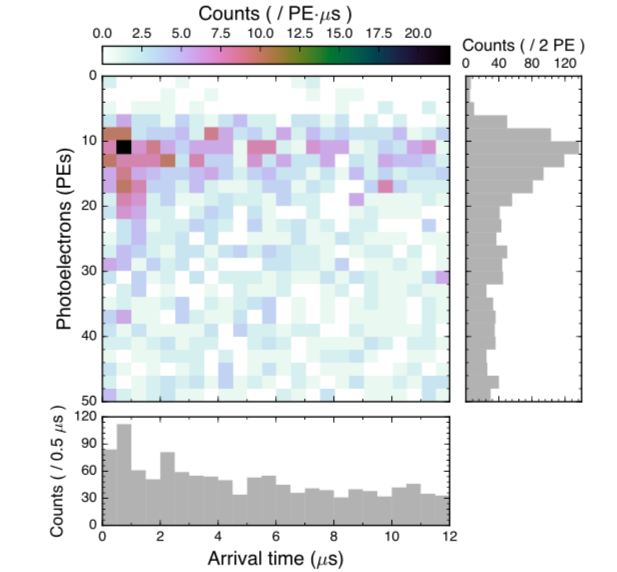 Counts ( / PE·μs )
0.0 2.5 5.0 7.5 10.0 12.5 15.0 17.5 20.0
Counts ( / 2 PE )
0 40 80 120
Photoelectrons (PEs)
0
10
20
30
40
50
Counts ( / 0.5 μs )
120
90
60
30
0
0 2 4 6 8 10 12
Arrival time (μs)